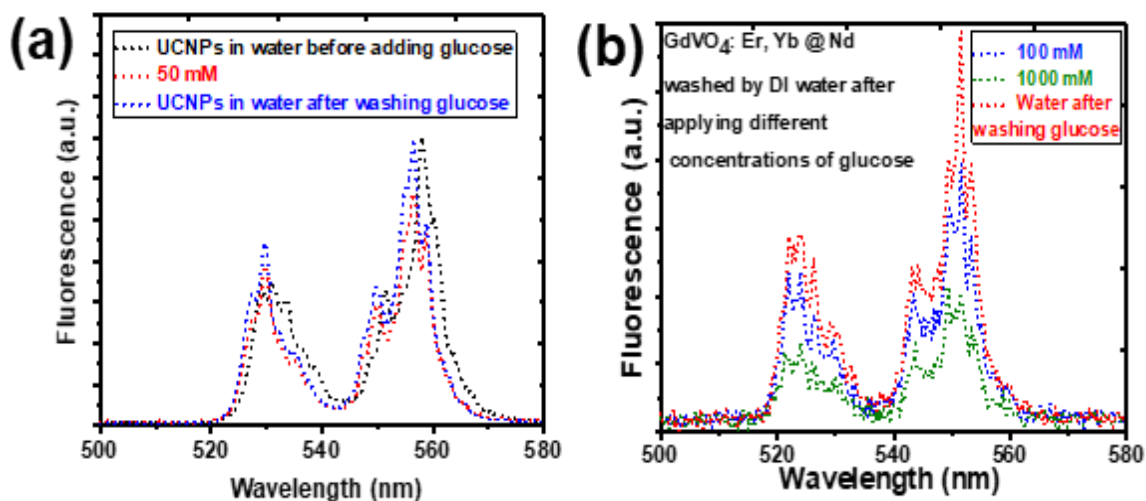 (a)
UCNPs in water before adding glucose
50 mM
UCNPs in water after washing glucose
Fluorescence (a.u.)
500 520 540 560 580
Wavelength (nm)
(b)
GdVO₄: Er, Yb @ Nd
washed by DI water after
applying different
concentrations of glucose
100 mM
1000 mM
Water after
washing glucose
Fluorescence (a.u.)
500 520 540 560 580
Wavelength (nm)